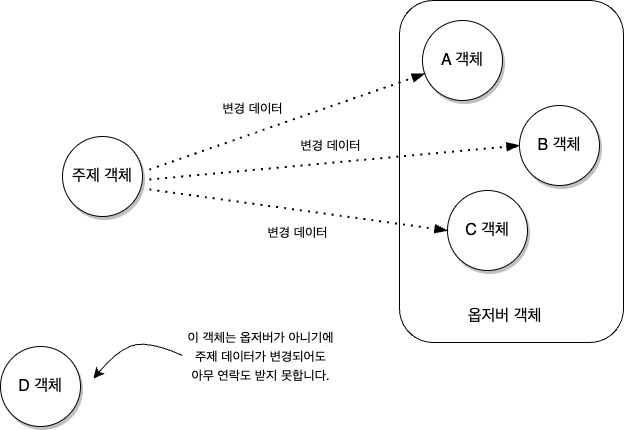 A 객체
변경 데이터
변경 데이터
B 객체
주제 객체
C 객체
변경 데이터
옵저버 객체
이 객체는 옵저버가 아니기에
주제 데이터가 변경되어도
아무 연락도 받지 못합니다.
D 객체